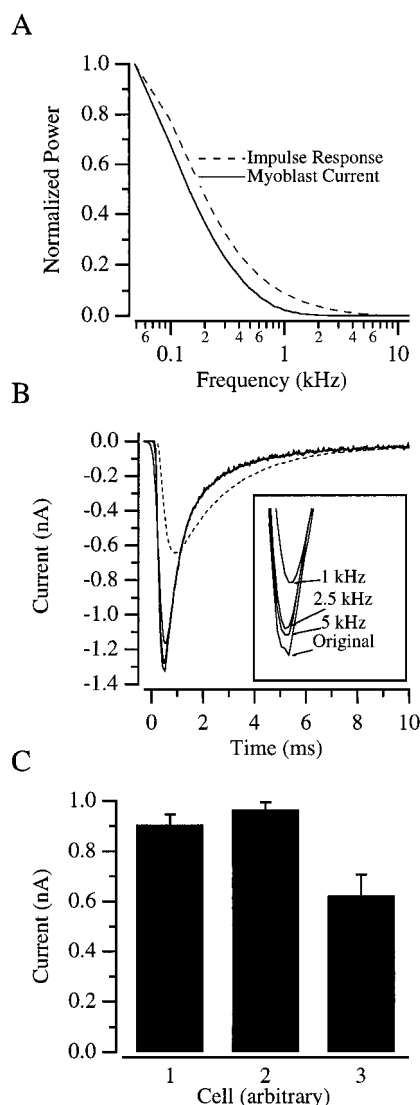 A
1.0
0.8
0.6
0.4
0.2
0.0
Normalized Power
Impulse Response
Myoblast Current
6
0.1
2
4
6
1
2
4
6
10
Frequency (kHz)
B
0.0
-0.2
-0.4
-0.6
-0.8
-1.0
-1.2
-1.4
Current (nA)
1 kHz
2.5 kHz
5 kHz
Original
0
2
4
6
8
10
Time (ms)
C
1.0
0.8
0.6
0.4
0.2
0.0
Current (nA)
1
2
3
Cell (arbitrary)